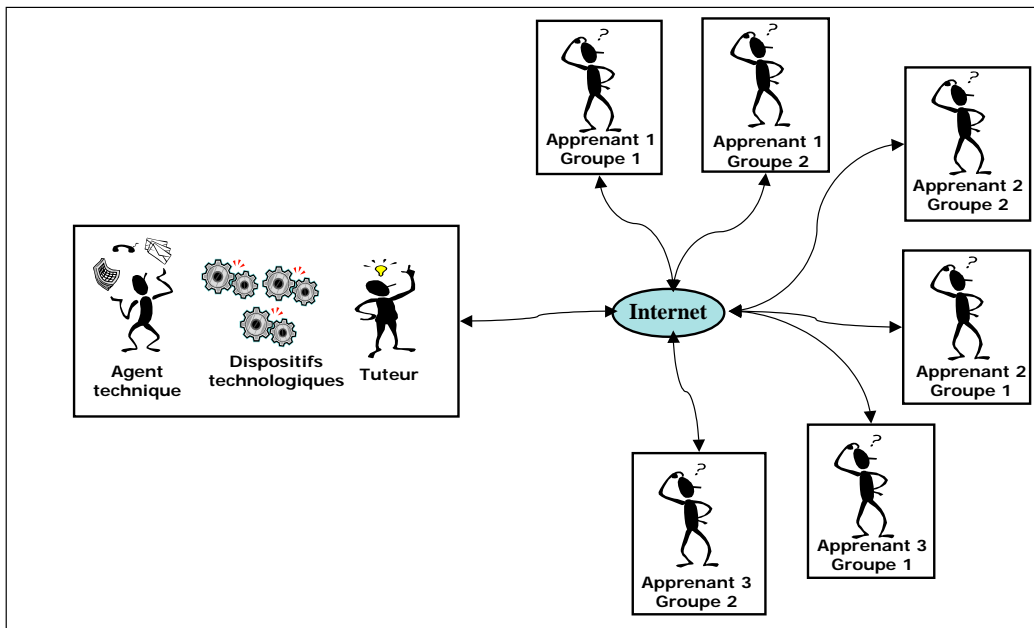 ?
Apprenant 1
Groupe 1
?
Apprenant 1
Groupe 2
?
Apprenant 2
Groupe 2
Agent
technique
Dispositifs
technologiques
Tuteur
Internet
Apprenant 2
Groupe 1
?
Apprenant 3
Groupe 1
?
Apprenant 3
Groupe 2
?